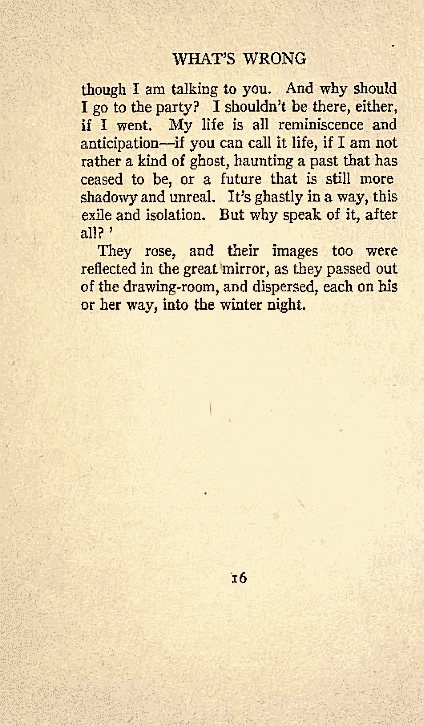 WHAT'S WRONG
though I am talking to you. And why should
I go to the party? I shouldn't be there, either,
if I went. My life is all reminiscence and
anticipation—if you can call it life, if I am not
rather a kind of ghost, haunting a past that has
ceased to be, or a future that is still more
shadowy and unreal. It's ghastly in a way, this
exile and isolation. But why speak of it, after
all?'
They rose, and their images too were
reflected in the great mirror, as they passed out
of the drawing-room, and dispersed, each on his
or her way, into the winter night.
16